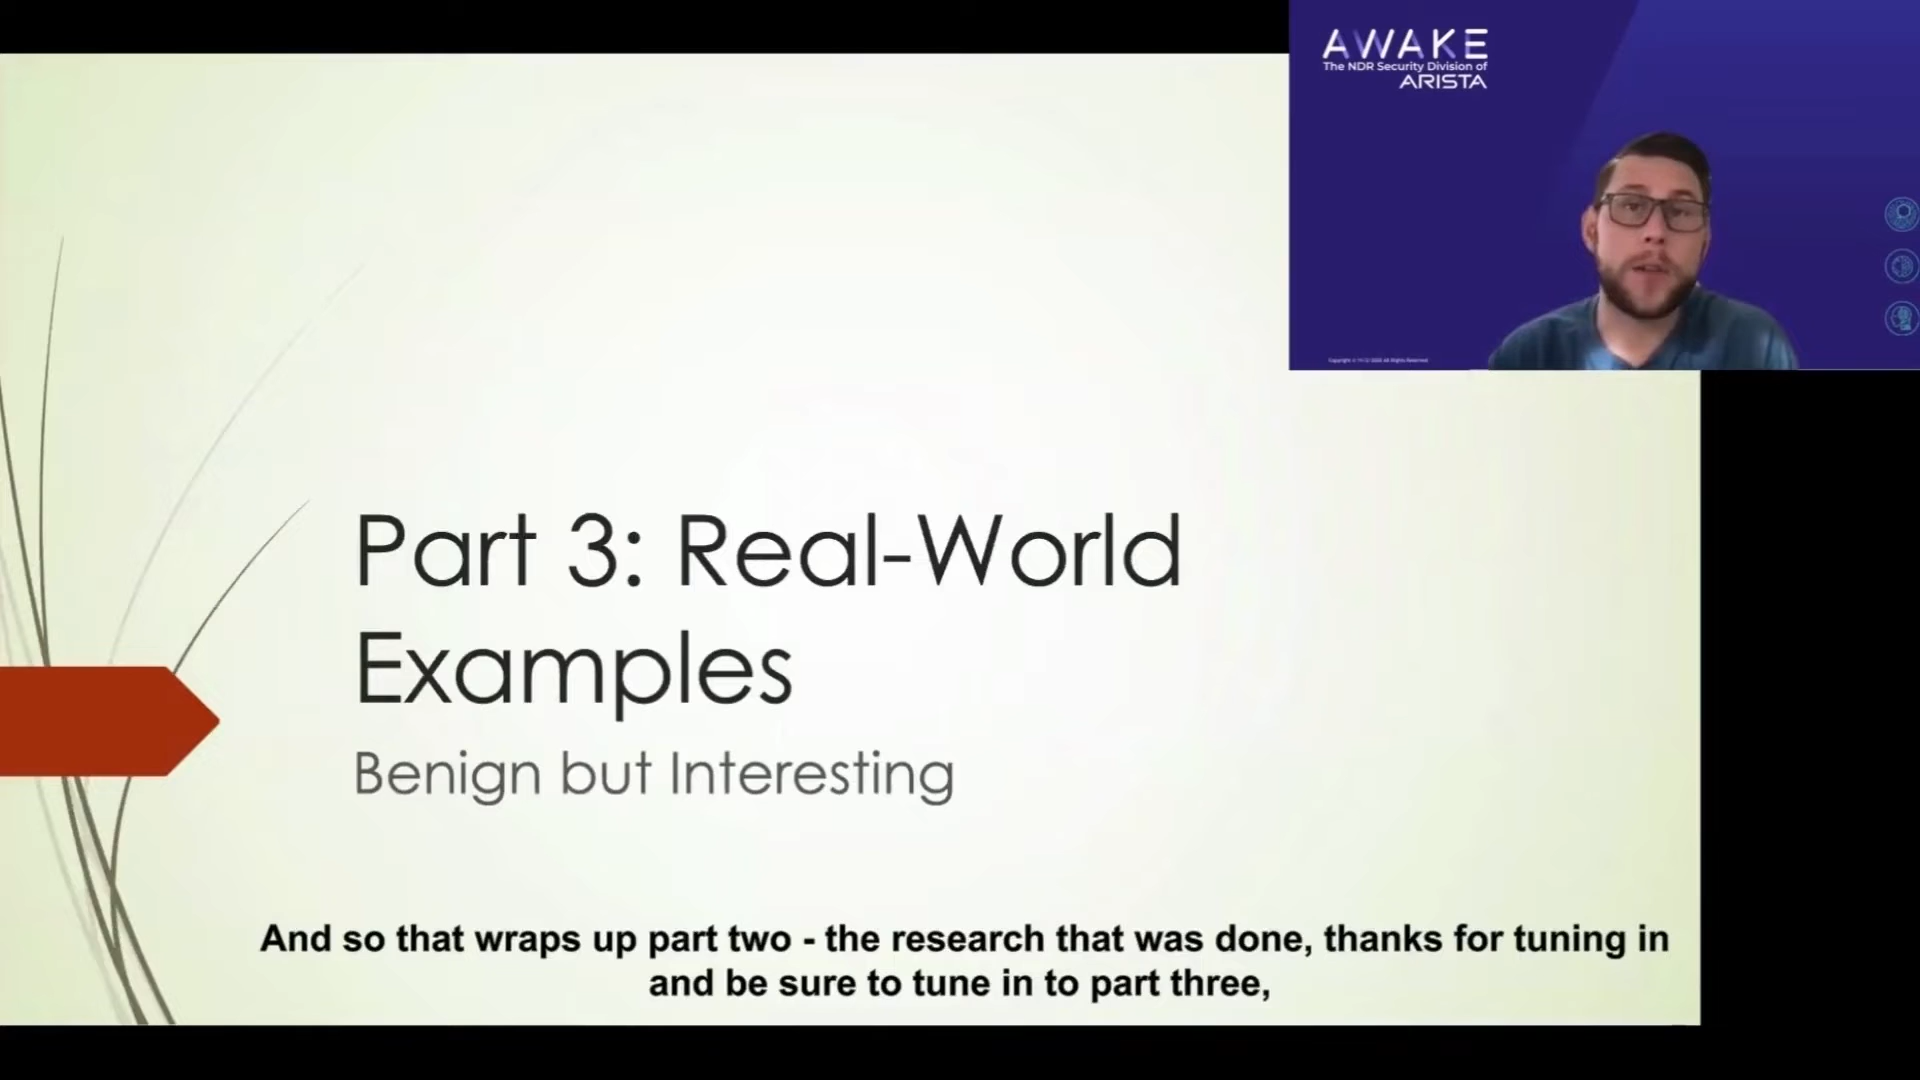 AWAKE
The NDR Security Division of
ARISTA
Part 3: Real-World
Examples
Benign but Interesting
And so that wraps up part two - the research that was done, thanks for tuning in
and be sure to tune in to part three,